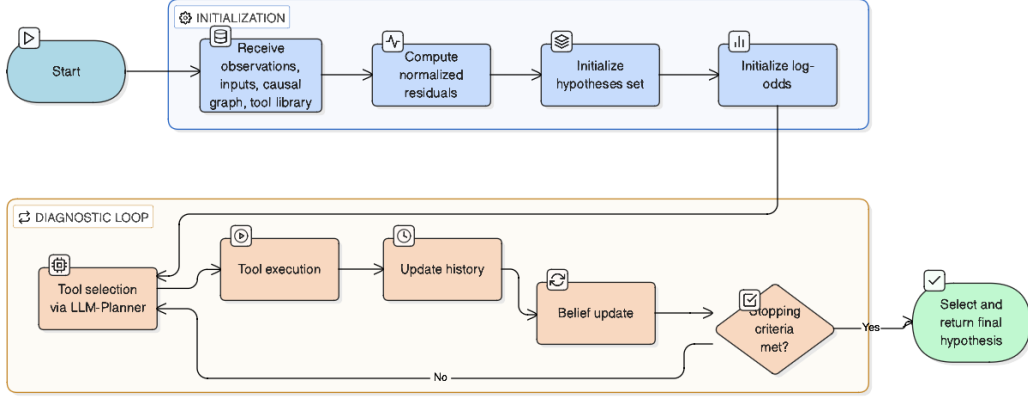 INITIALIZATION
Start
Receive
observations,
inputs, causal
graph, tool library
Compute
normalized
residuals
Initialize
hypotheses set
Initialize log-
odds
DIAGNOSTIC LOOP
Tool selection
via LLM-Planner
Tool execution
Update history
Belief update
Stopping
criteria
met?
Yes
No
Select and
return final
hypothesis